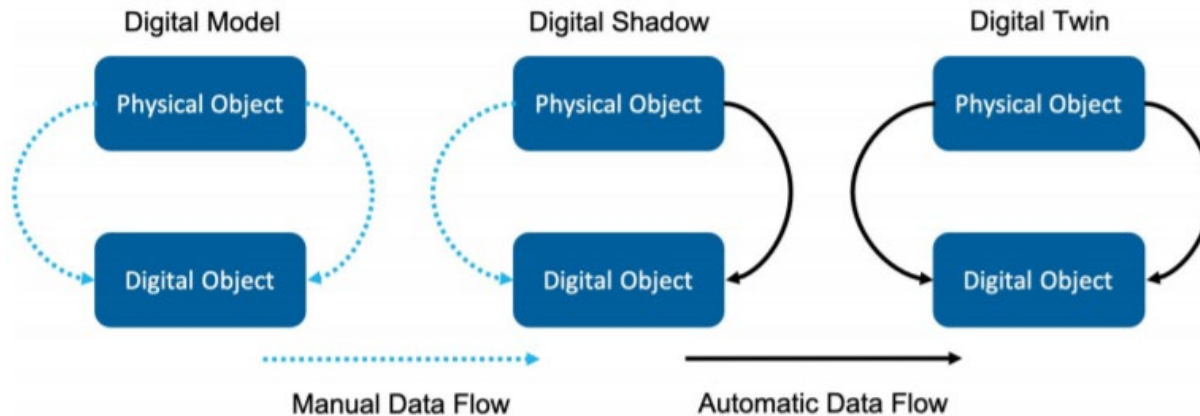 Digital Model
Digital Shadow
Digital Twin
Physical Object
Physical Object
Physical Object
Digital Object
Digital Object
Digital Object
Manual Data Flow
Automatic Data Flow